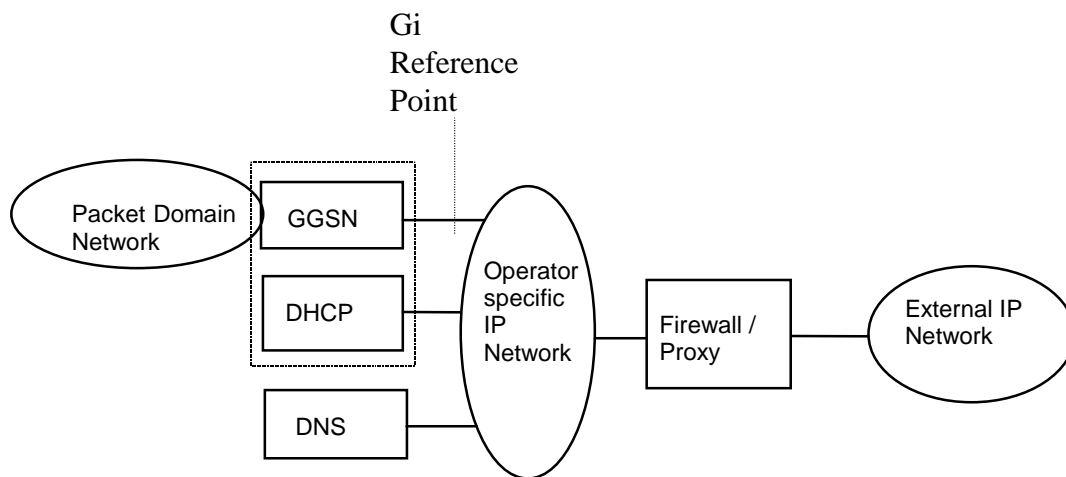 Gi
Reference
Point
Packet Domain
Network
GGSN
DHCP
DNS
Operator
specific
IP
Network
Firewall /
Proxy
External IP
Network